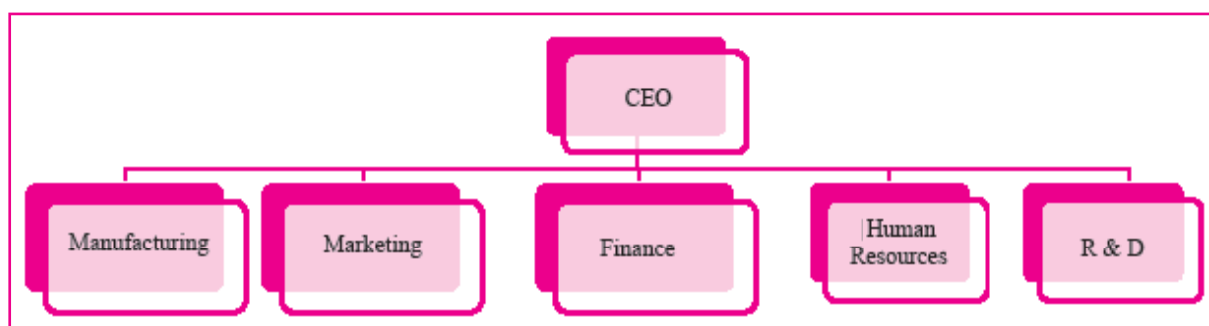 CEO
Manufacturing
Marketing
Finance
Human
Resources
R & D